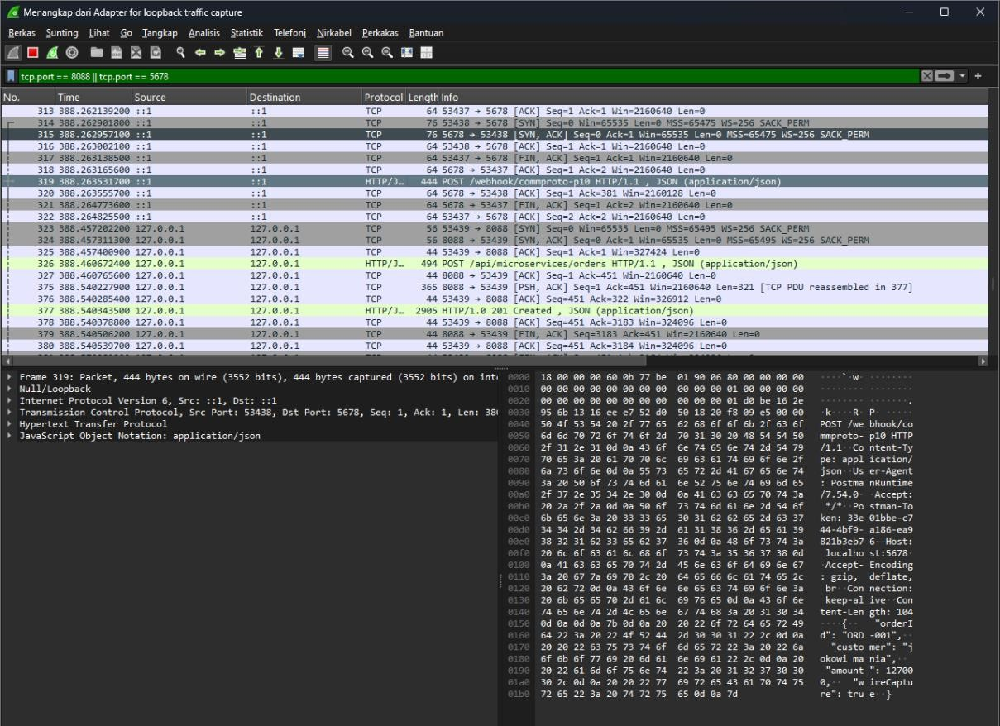 Menangkap dari Adapter for loopback traffic capture
Berkas Sunting Lihat Go Tangkap Analisis Statistik Telefoni Nirkabel Perkakas Bantuan
tcp.port == 8088 || tcp.port == 5678
No. Time Source Destination Protocol Length Info
313 388.262139200 ::1 ::1 TCP 64 53437 → 5678 [ACK] Seq=1 Ack=1 Win=2160640 Len=0
314 388.262901800 ::1 ::1 TCP 76 53438 → 5678 [SYN] Seq=0 Win=65535 Len=0 MSS=65475 WS=256 SACK_PERM
315 388.262957100 ::1 ::1 TCP 76 5678 → 53438 [SYN, ACK] Seq=0 Ack=1 Win=65535 Len=0 MSS=65475 WS=256 SACK_PERM
316 388.263002100 ::1 ::1 TCP 64 53438 → 5678 [ACK] Seq=1 Ack=1 Win=2160640 Len=0
317 388.263138500 ::1 ::1 TCP 64 53437 → 5678 [FIN, ACK] Seq=1 Ack=1 Win=2160640 Len=0
318 388.263165600 ::1 ::1 TCP 64 5678 → 53437 [ACK] Seq=1 Ack=2 Win=2160640 Len=0
319 388.263531700 ::1 ::1 HTTP/J… 444 POST /webhook/commproto-p10 HTTP/1.1 , JSON (application/json)
320 388.263555700 ::1 ::1 TCP 64 5678 → 53438 [ACK] Seq=1 Ack=381 Win=2160128 Len=0
321 388.264773600 ::1 ::1 TCP 64 5678 → 53437 [FIN, ACK] Seq=1 Ack=2 Win=2160640 Len=0
322 388.264825500 ::1 ::1 TCP 64 53437 → 5678 [ACK] Seq=2 Ack=2 Win=2160640 Len=0
323 388.457202200 127.0.0.1 127.0.0.1 TCP 56 53439 → 8088 [SYN] Seq=0 Win=65535 Len=0 MSS=65495 WS=256 SACK_PERM
324 388.457311300 127.0.0.1 127.0.0.1 TCP 56 8088 → 53439 [SYN, ACK] Seq=0 Ack=1 Win=65535 Len=0 MSS=65495 WS=256 SACK_PERM
325 388.457400900 127.0.0.1 127.0.0.1 TCP 44 53439 → 8088 [ACK] Seq=1 Ack=1 Win=327424 Len=0
326 388.460672400 127.0.0.1 127.0.0.1 HTTP/J… 494 POST /api/microservices/orders HTTP/1.1 , JSON (application/json)
327 388.460765600 127.0.0.1 127.0.0.1 TCP 44 8088 → 53439 [ACK] Seq=1 Ack=451 Win=2160640 Len=0
375 388.540227900 127.0.0.1 127.0.0.1 TCP 365 8088 → 53439 [PSH, ACK] Seq=1 Ack=451 Win=2160640 Len=321 [TCP PDU reassembled in 377]
376 388.540285400 127.0.0.1 127.0.0.1 TCP 44 53439 → 8088 [ACK] Seq=451 Ack=322 Win=326912 Len=0
377 388.540343500 127.0.0.1 127.0.0.1 HTTP/J… 2905 HTTP/1.0 201 Created , JSON (application/json)
378 388.540378800 127.0.0.1 127.0.0.1 TCP 44 53439 → 8088 [ACK] Seq=451 Ack=3183 Win=324096 Len=0
379 388.540506200 127.0.0.1 127.0.0.1 TCP 44 8088 → 53439 [FIN, ACK] Seq=3183 Ack=451 Win=2160640 Len=0
380 388.540539700 127.0.0.1 127.0.0.1 TCP 44 53439 → 8088 [ACK] Seq=451 Ack=3184 Win=324096 Len=0
Frame 319: Packet, 444 bytes on wire (3552 bits), 444 bytes captured (3552 bits) on inte
Null/Loopback
Internet Protocol Version 6, Src: ::1, Dst: ::1
Transmission Control Protocol, Src Port: 53438, Dst Port: 5678, Seq: 1, Ack: 1, Len: 380
Hypertext Transfer Protocol
JavaScript Object Notation: application/json
0000 18 00 00 00 60 0b 77 be 01 90 06 80 00 00 00 00 ····`·w· ········
0010 00 00 00 00 00 00 00 00 00 00 00 01 00 00 00 00 ········ ········
0020 00 00 00 00 00 00 00 00 00 00 00 01 d0 be 16 2e ········ ·······.
0030 95 6b 13 16 ee e7 52 d0 50 18 20 f8 09 e5 00 00 ·k····R· P· ·····
0040 50 4f 53 54 20 2f 77 65 62 68 6f 6f 6b 2f 63 6f POST /we bhook/co
0050 6d 6d 70 72 6f 74 6f 2d 70 31 30 20 48 54 54 50 mmproto- p10 HTTP
0060 2f 31 2e 31 0d 0a 43 6f 6e 74 65 6e 74 2d 54 79 /1.1··Co ntent-Ty
0070 70 65 3a 20 61 70 70 6c 69 63 61 74 69 6f 6e 2f pe: appl ication/
0080 6a 73 6f 6e 0d 0a 55 73 65 72 2d 41 67 65 6e 74 json··Us er-Agent
0090 3a 20 50 6f 73 74 6d 61 6e 52 75 6e 74 69 6d 65 : Postma nRuntime
00a0 2f 37 2e 35 34 2e 30 0d 0a 41 63 63 65 70 74 3a /7.54.0· ·Accept:
00b0 20 2a 2f 2a 0d 0a 50 6f 73 74 6d 61 6e 2d 54 6f */*··Po stman-To
00c0 6b 65 6e 3a 20 33 33 65 30 31 62 62 65 2d 63 37 ken: 33e 01bbe-c7
00d0 34 34 2d 34 62 66 39 2d 61 31 38 36 2d 65 61 39 44-4bf9- a186-ea9
00e0 38 32 31 62 33 65 62 37 36 0d 0a 48 6f 73 74 3a 821b3eb7 6··Host:
00f0 20 6c 6f 63 61 6c 68 6f 73 74 3a 35 36 37 38 0d localho st:5678·
0100 0a 41 63 63 65 70 74 2d 45 6e 63 6f 64 69 6e 67 ·Accept- Encoding
0110 3a 20 67 7a 69 70 2c 20 64 65 66 6c 61 74 65 2c : gzip, deflate,
0120 20 62 72 0d 0a 43 6f 6e 6e 65 63 74 69 6f 6e 3a br··Con nection:
0130 20 6b 65 65 70 2d 61 6c 69 76 65 0d 0a 43 6f 6e keep-al ive··Con
0140 74 65 6e 74 2d 4c 65 6e 67 74 68 3a 20 31 30 34 tent-Len gth: 104
0150 0d 0a 0d 0a 7b 0d 0a 20 20 22 6f 72 64 65 72 49 ····{·· "orderI
0160 64 22 3a 20 22 4f 52 44 2d 30 30 31 22 2c 0d 0a d": "ORD -001",··
0170 20 20 22 63 75 73 74 6f 6d 65 72 22 3a 20 22 6a "custo mer": "j
0180 6f 6b 6f 77 69 20 6d 61 6e 69 61 22 2c 0d 0a 20 okowi ma nia",··
0190 20 22 61 6d 6f 75 6e 74 22 3a 20 31 32 37 30 30 "amount ": 12700
01a0 30 2c 0d 0a 20 20 22 77 69 72 65 43 61 70 74 75 0,·· "w ireCaptu
01b0 72 65 22 3a 20 74 72 75 65 0d 0a 7d re": tru e··}